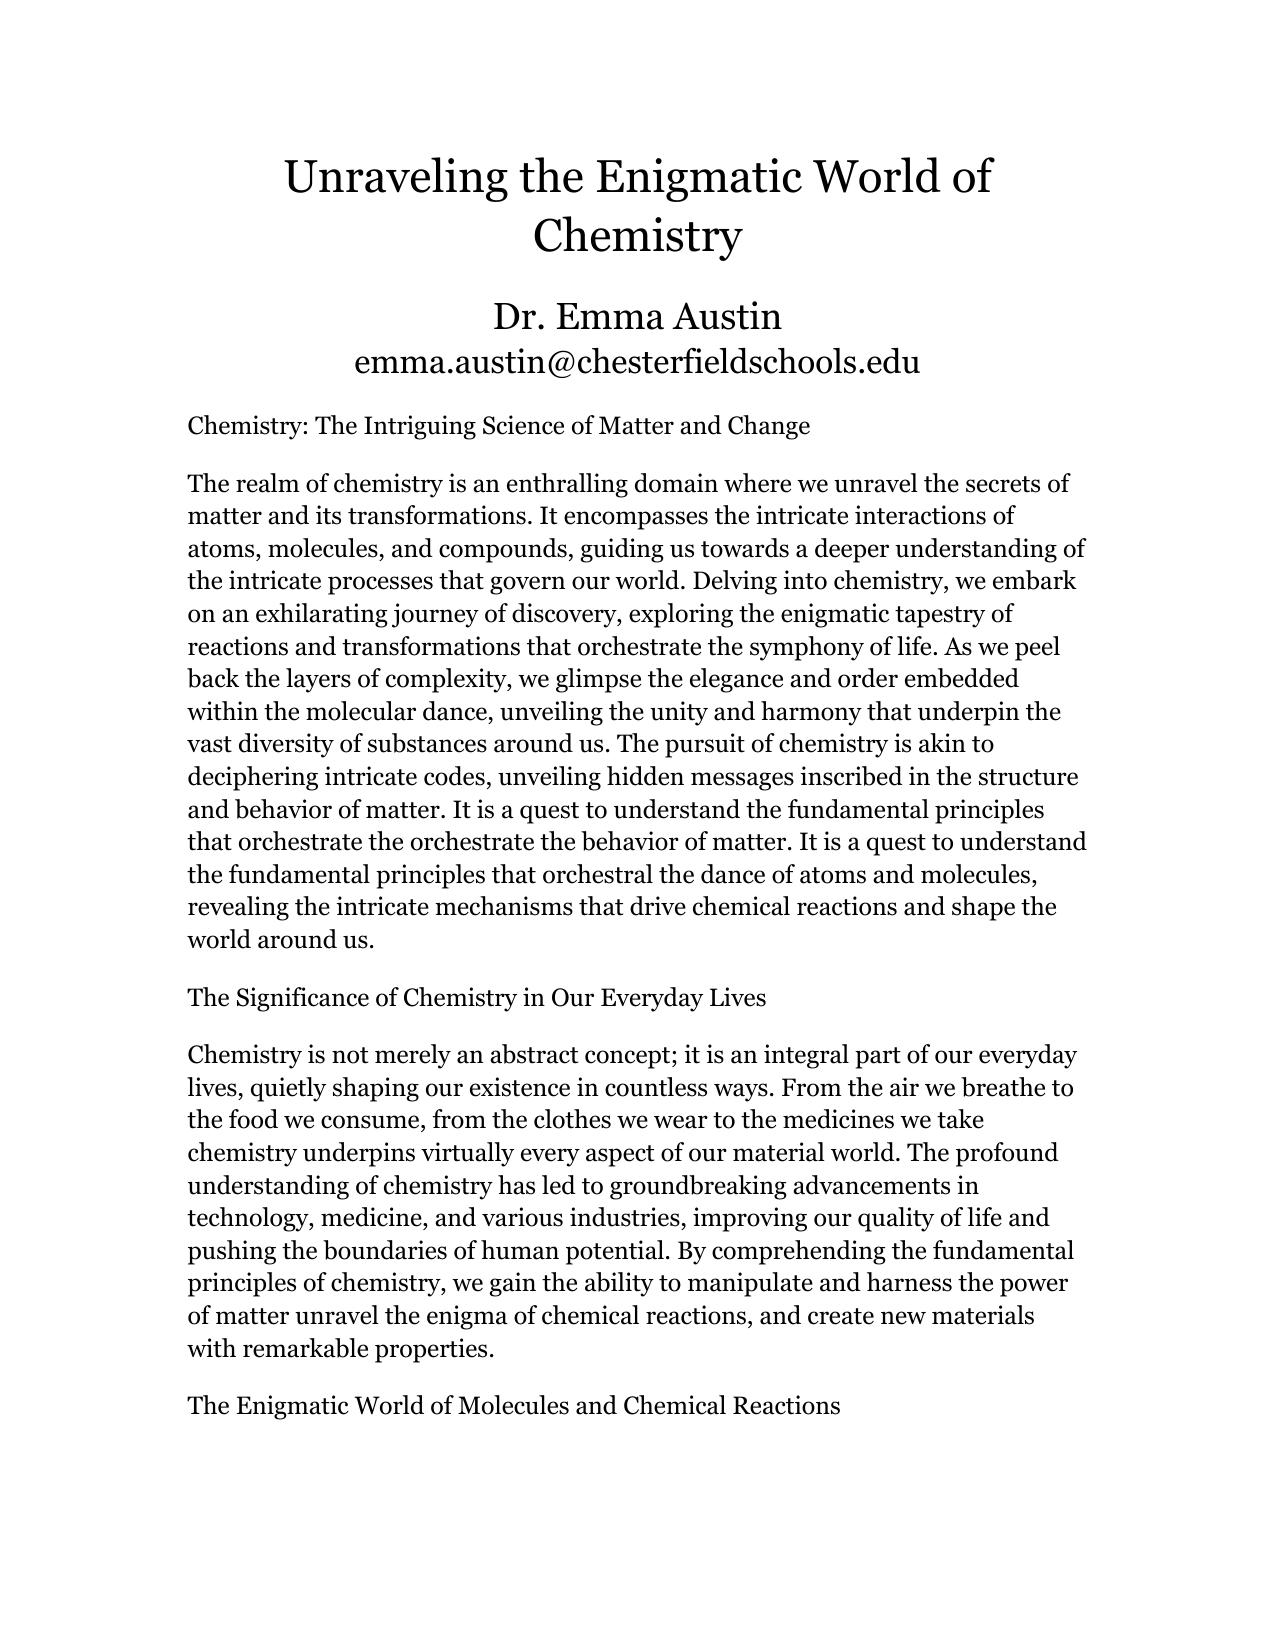 Unraveling the Enigmatic World of
Chemistry
Dr. Emma Austin
emma.austin@chesterfieldschools.edu
Chemistry: The Intriguing Science of Matter and Change
The realm of chemistry is an enthralling domain where we unravel the secrets of
matter and its transformations. It encompasses the intricate interactions of
atoms, molecules, and compounds, guiding us towards a deeper understanding of
the intricate processes that govern our world. Delving into chemistry, we embark
on an exhilarating journey of discovery, exploring the enigmatic tapestry of
reactions and transformations that orchestrate the symphony of life. As we peel
back the layers of complexity, we glimpse the elegance and order embedded
within the molecular dance, unveiling the unity and harmony that underpin the
vast diversity of substances around us. The pursuit of chemistry is akin to
deciphering intricate codes, unveiling hidden messages inscribed in the structure
and behavior of matter. It is a quest to understand the fundamental principles
that orchestrate the orchestrate the behavior of matter. It is a quest to understand
the fundamental principles that orchestral the dance of atoms and molecules,
revealing the intricate mechanisms that drive chemical reactions and shape the
world around us.
The Significance of Chemistry in Our Everyday Lives
Chemistry is not merely an abstract concept; it is an integral part of our everyday
lives, quietly shaping our existence in countless ways. From the air we breathe to
the food we consume, from the clothes we wear to the medicines we take
chemistry underpins virtually every aspect of our material world. The profound
understanding of chemistry has led to groundbreaking advancements in
technology, medicine, and various industries, improving our quality of life and
pushing the boundaries of human potential. By comprehending the fundamental
principles of chemistry, we gain the ability to manipulate and harness the power
of matter unravel the enigma of chemical reactions, and create new materials
with remarkable properties.
The Enigmatic World of Molecules and Chemical Reactions